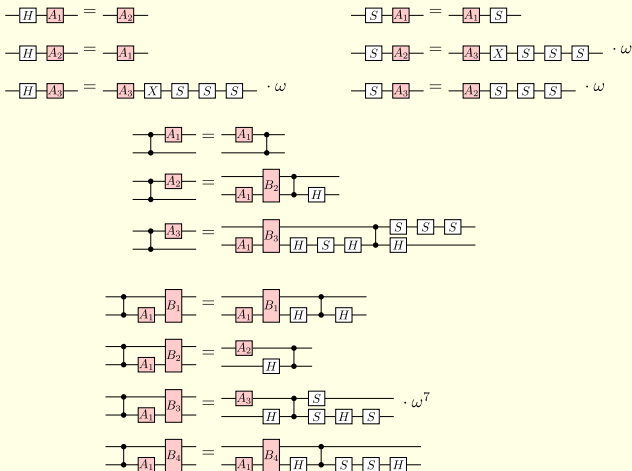 H A₁ = A₂ S A₁ = A₁ S
H A₂ = A₁ S A₂ = A₃ X S S S · ω
H A₃ = A₃ X S S S · ω S A₃ = A₂ S S S · ω
A₁ = A₁
A₂ = A₁ B₂ H
A₃ = A₁ B₃ H S H S S S H
A₁ B₁ = A₁ B₁ H H
A₁ B₂ = A₂ H
A₁ B₃ = A₃ H S S H S · ω⁷
A₁ B₄ = A₁ B₄ H S S H